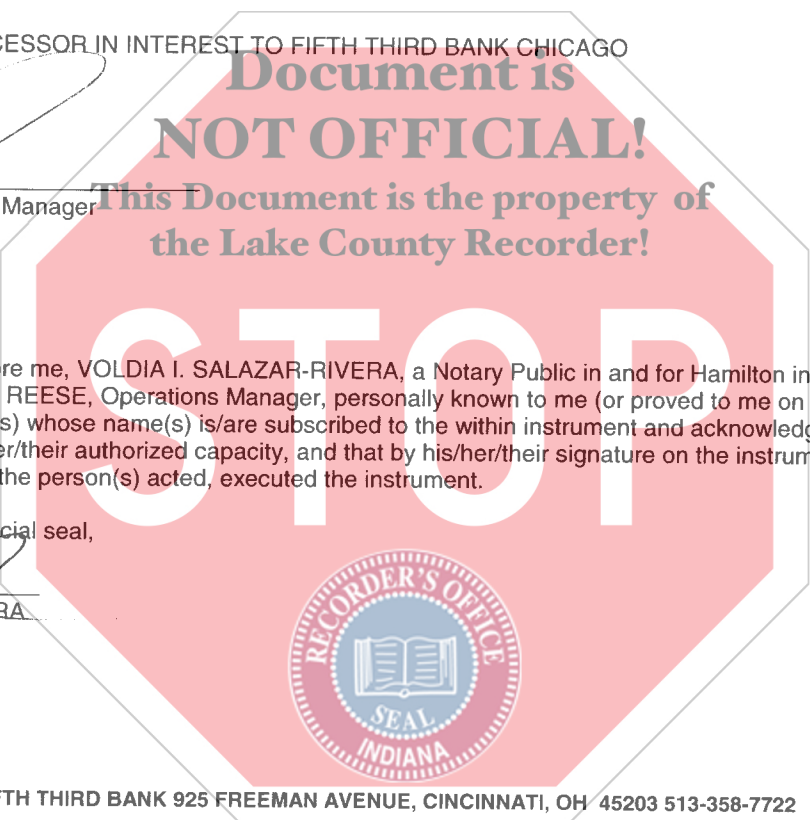 CESSOR IN INTEREST TO FIFTH THIRD BANK CHICAGO
Document is
NOT OFFICIAL!
Manager
This Document is the property of
the Lake County Recorder!
STOP
re me, VOLDIA I. SALAZAR-RIVERA, a Notary Public in and for Hamilton in
REESE, Operations Manager, personally known to me (or proved to me on
s) whose name(s) is/are subscribed to the within instrument and acknowledg
er/their authorized capacity, and that by his/her/their signature on the instrum
the person(s) acted, executed the instrument.
cial seal,
RA
RECORDER'S OFFICE
SEAL
INDIANA
FTH THIRD BANK 925 FREEMAN AVENUE, CINCINNATI, OH 45203 513-358-7722